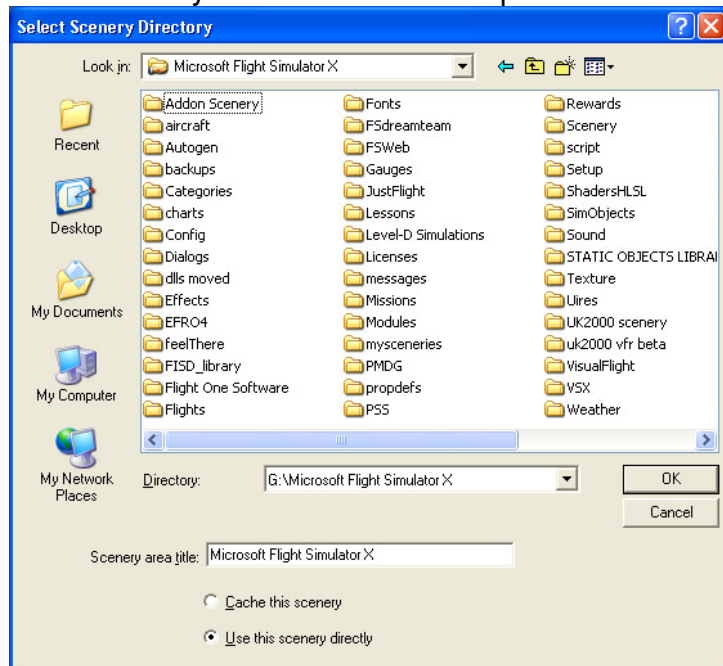 Select Scenery Directory
Look in: Microsoft Flight Simulator X
Recent
Desktop
My Documents
My Computer
My Network
Places
Addon Scenery
aircraft
Autogen
backups
Categories
charts
Config
Dialogs
dlls moved
Effects
EFRO4
feelThere
FISD_library
Flight One Software
Flights
Fonts
FSdreamteam
FSWeb
Gauges
JustFlight
Lessons
Level-D Simulations
Licenses
messages
Missions
Modules
mysceneries
PMDG
propdefs
PSS
Rewards
Scenery
script
Setup
ShadersHLSL
SimObjects
Sound
STATIC OBJECTS LIBRA
Texture
Uires
UK2000 scenery
uk2000 vfr beta
VisualFlight
VSX
Weather
Directory: G:\Microsoft Flight Simulator X
OK
Cancel
Scenery area title: Microsoft Flight Simulator X
Cache this scenery
Use this scenery directly